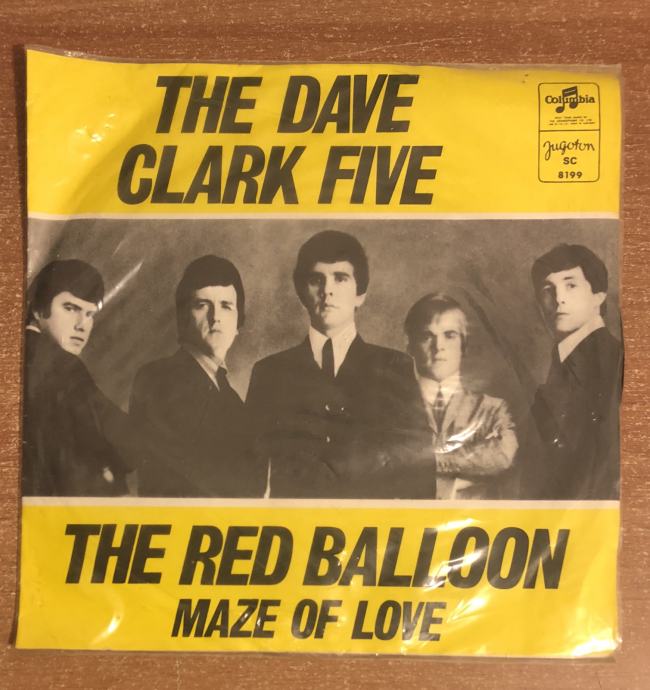 THE DAVE
CLARK FIVE
Columbia
Jugoton
SC
8199
THE RED BALLOON
MAZE OF LOVE